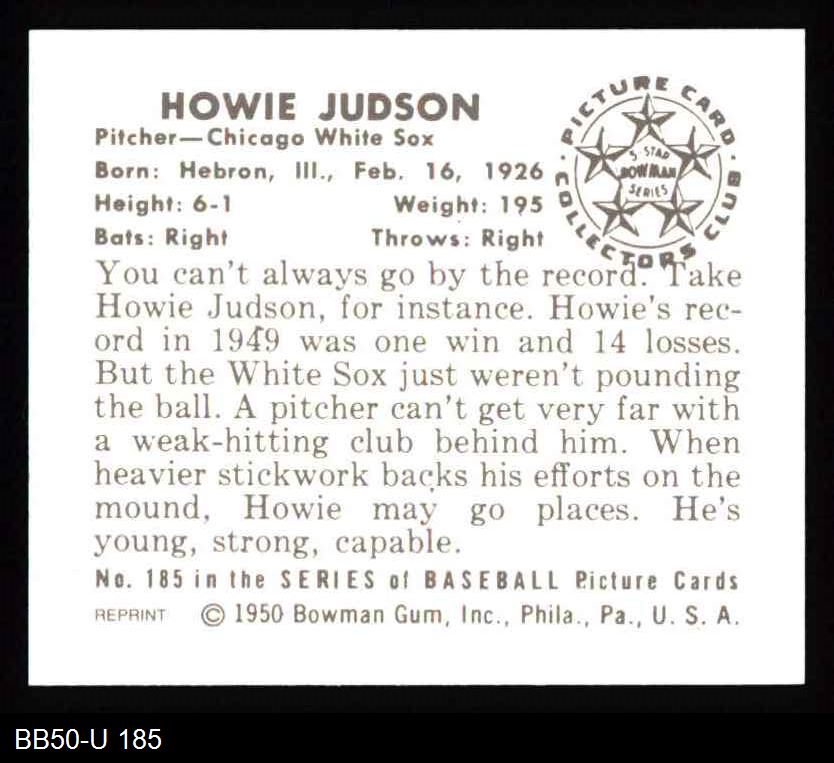 HOWIE JUDSON
Pitcher—Chicago White Sox
Born: Hebron, Ill., Feb. 16, 1926
Height: 6-1 Weight: 195
Bats: Right Throws: Right
· PICTURE CARD ·
COLLECTORS CLUB
5-STAR
BOWMAN
SERIES
You can't always go by the record. Take
Howie Judson, for instance. Howie's rec-
ord in 1949 was one win and 14 losses.
But the White Sox just weren't pounding
the ball. A pitcher can't get very far with
a weak-hitting club behind him. When
heavier stickwork backs his efforts on the
mound, Howie may go places. He's
young, strong, capable.
No. 185 in the SERIES of BASEBALL Picture Cards
REPRINT © 1950 Bowman Gum, Inc., Phila., Pa., U. S. A.
BB50-U 185